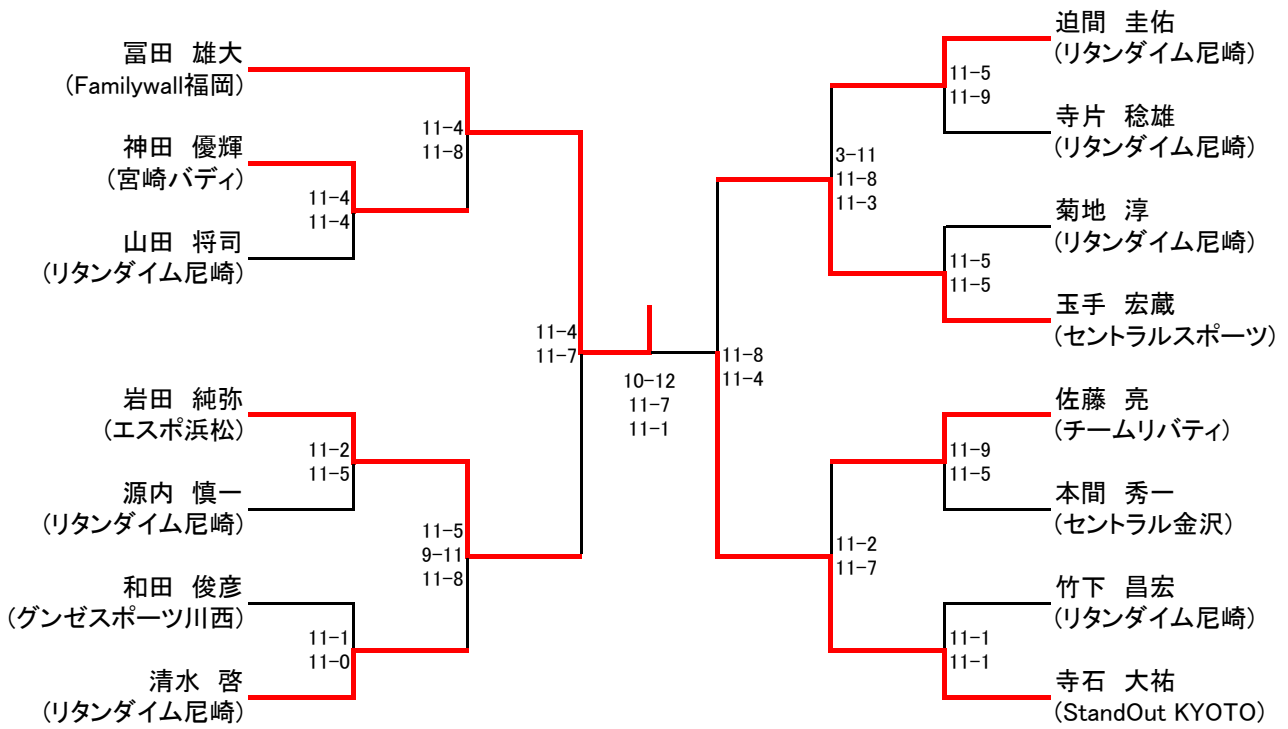 冨田　雄大
(Familywall福岡)
11-4
11-8
神田　優輝
(宮崎バディ)
11-4
11-4
山田　将司
(リタンダイム尼崎)
11-4
11-7
岩田　純弥
(エスポ浜松)
11-2
11-5
源内　慎一
(リタンダイム尼崎)
11-5
9-11
11-8
和田　俊彦
(グンゼスポーツ川西)
11-1
11-0
清水　啓
(リタンダイム尼崎)
10-12
11-7
11-1
迫間　圭佑
(リタンダイム尼崎)
11-5
11-9
寺片　稔雄
(リタンダイム尼崎)
3-11
11-8
11-3
菊地　淳
(リタンダイム尼崎)
11-5
11-5
玉手　宏蔵
(セントラルスポーツ)
11-8
11-4
佐藤　亮
(チームリバティ)
11-9
11-5
本間　秀一
(セントラル金沢)
11-2
11-7
竹下　昌宏
(リタンダイム尼崎)
11-1
11-1
寺石　大祐
(StandOut KYOTO)